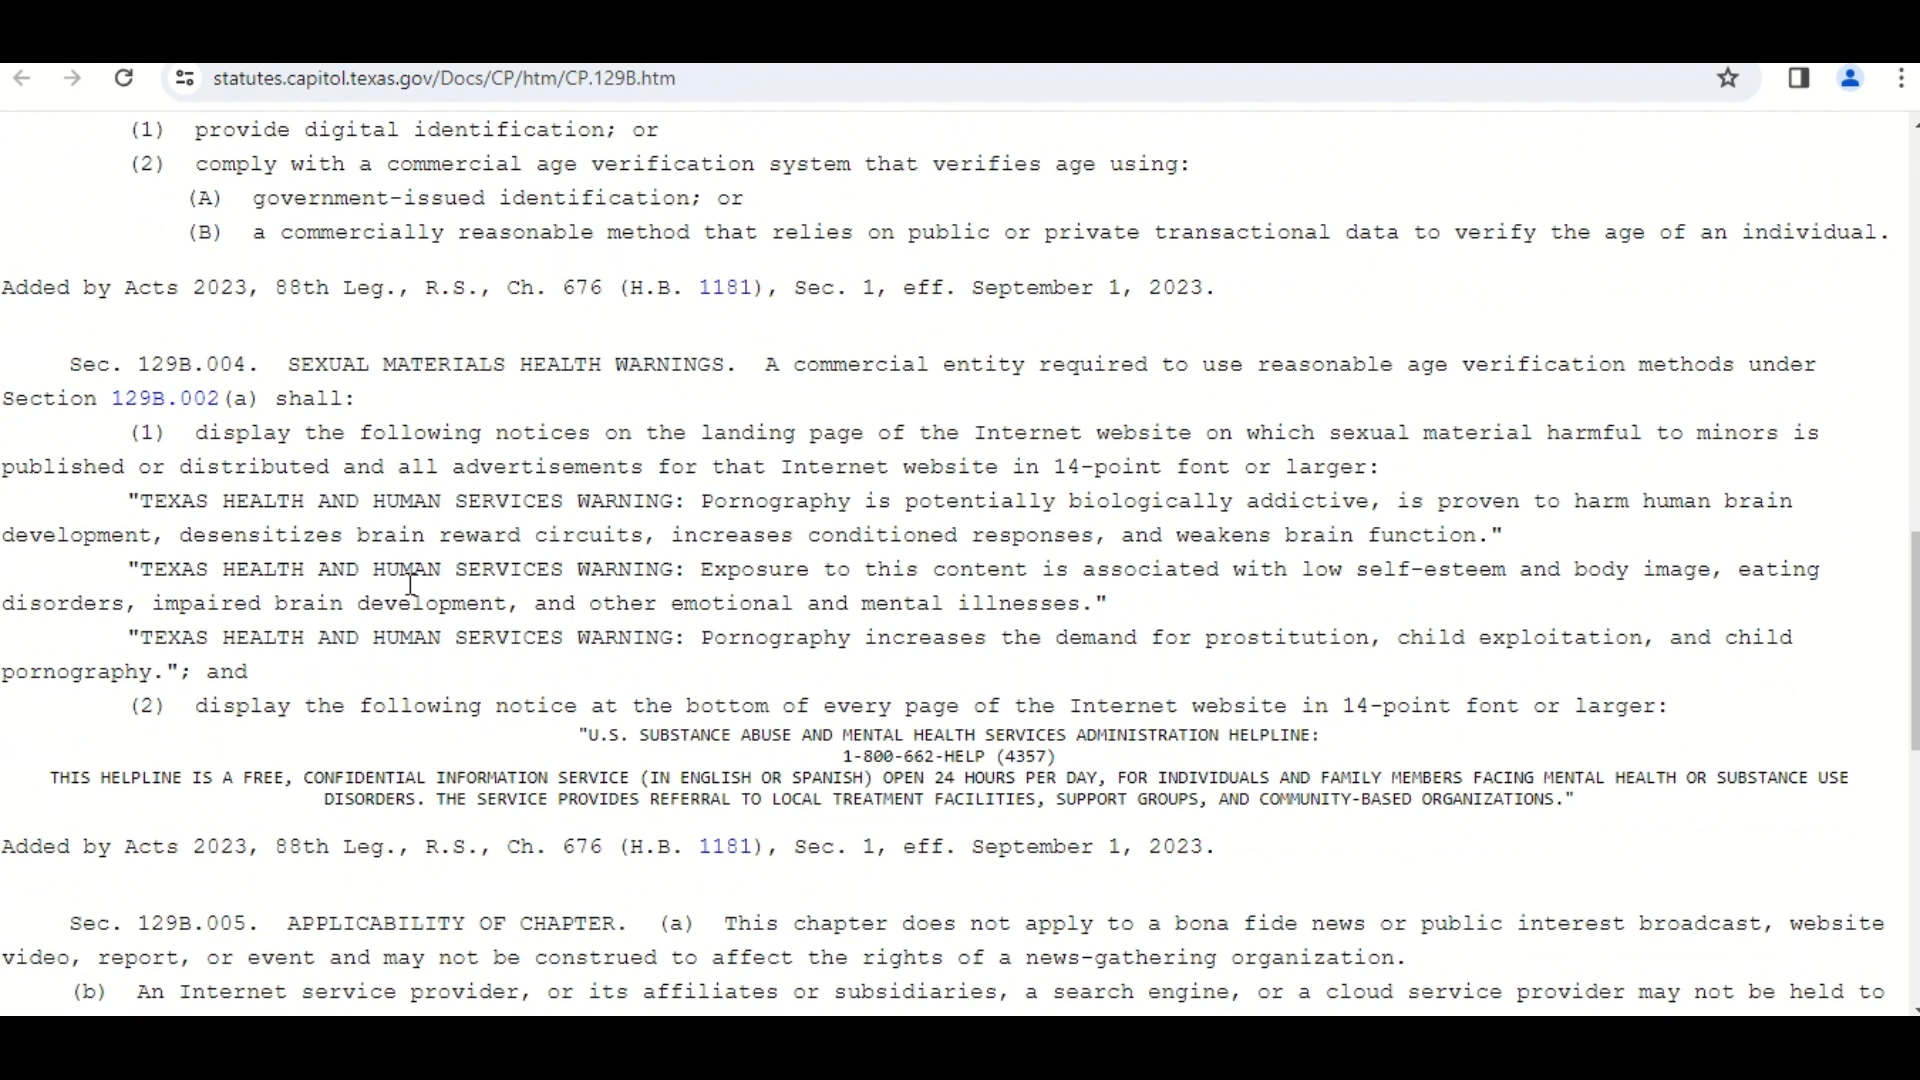 statutes.capitol.texas.gov/Docs/CP/htm/CP.129B.htm
(1) provide digital identification; or
(2) comply with a commercial age verification system that verifies age using:
(A) government-issued identification; or
(B) a commercially reasonable method that relies on public or private transactional data to verify the age of an individual.
Added by Acts 2023, 88th Leg., R.S., Ch. 676 (H.B. 1181), Sec. 1, eff. September 1, 2023.
Sec. 129B.004. SEXUAL MATERIALS HEALTH WARNINGS. A commercial entity required to use reasonable age verification methods under
Section 129B.002(a) shall:
(1) display the following notices on the landing page of the Internet website on which sexual material harmful to minors is
published or distributed and all advertisements for that Internet website in 14-point font or larger:
"TEXAS HEALTH AND HUMAN SERVICES WARNING: Pornography is potentially biologically addictive, is proven to harm human brain
development, desensitizes brain reward circuits, increases conditioned responses, and weakens brain function."
"TEXAS HEALTH AND HUMAN SERVICES WARNING: Exposure to this content is associated with low self-esteem and body image, eating
disorders, impaired brain development, and other emotional and mental illnesses."
"TEXAS HEALTH AND HUMAN SERVICES WARNING: Pornography increases the demand for prostitution, child exploitation, and child
pornography."; and
(2) display the following notice at the bottom of every page of the Internet website in 14-point font or larger:
"U.S. SUBSTANCE ABUSE AND MENTAL HEALTH SERVICES ADMINISTRATION HELPLINE:
1-800-662-HELP (4357)
THIS HELPLINE IS A FREE, CONFIDENTIAL INFORMATION SERVICE (IN ENGLISH OR SPANISH) OPEN 24 HOURS PER DAY, FOR INDIVIDUALS AND FAMILY MEMBERS FACING MENTAL HEALTH OR SUBSTANCE USE
DISORDERS. THE SERVICE PROVIDES REFERRAL TO LOCAL TREATMENT FACILITIES, SUPPORT GROUPS, AND COMMUNITY-BASED ORGANIZATIONS."
Added by Acts 2023, 88th Leg., R.S., Ch. 676 (H.B. 1181), Sec. 1, eff. September 1, 2023.
Sec. 129B.005. APPLICABILITY OF CHAPTER. (a) This chapter does not apply to a bona fide news or public interest broadcast, website
video, report, or event and may not be construed to affect the rights of a news-gathering organization.
(b) An Internet service provider, or its affiliates or subsidiaries, a search engine, or a cloud service provider may not be held to